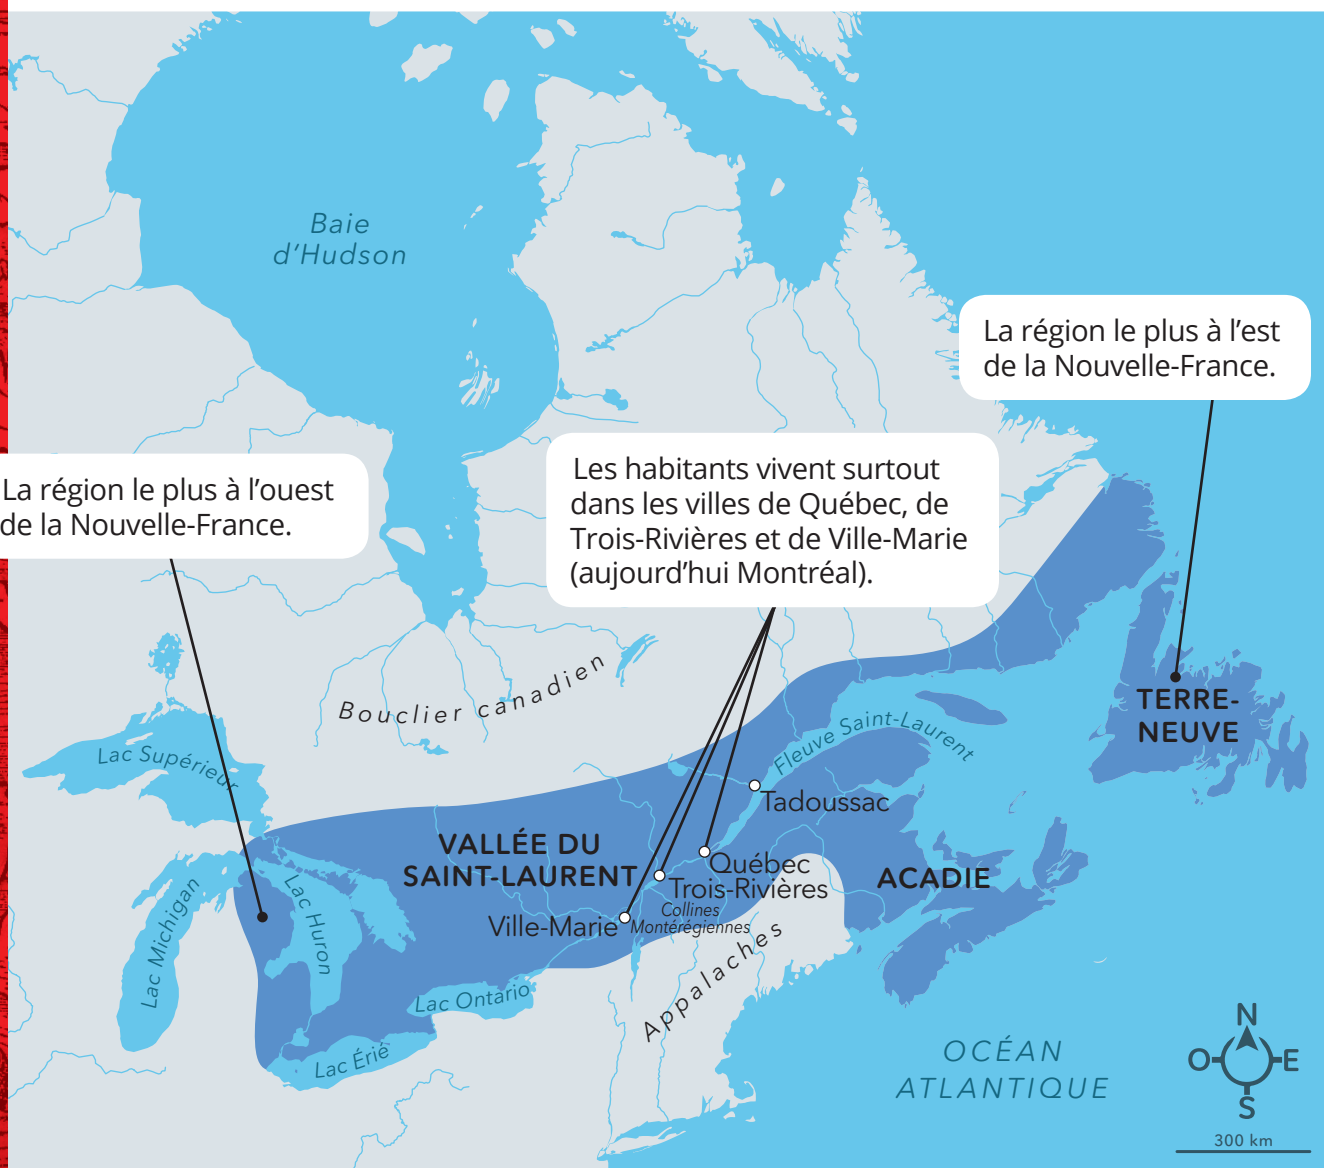 Baie
d'Hudson
La région le plus à l'est
de la Nouvelle-France.
La région le plus à l'ouest
de la Nouvelle-France.
Les habitants vivent surtout
dans les villes de Québec, de
Trois-Rivières et de Ville-Marie
(aujourd'hui Montréal).
Bouclier canadien
TERRE-
NEUVE
Lac Supérieur
Fleuve Saint-Laurent
Tadoussac
VALLÉE DU
SAINT-LAURENT
Québec
Trois-Rivières
ACADIE
Lac Michigan
Lac Huron
Ville-Marie
Collines
Montérégiennes
Appalaches
Lac Ontario
Lac Érié
OCÉAN
ATLANTIQUE
N
O
E
S
300 km